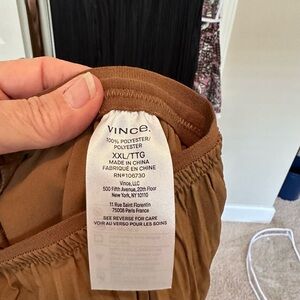 VINCE.
100% POLYESTER/
POLYESTER
XXL/TTG
MADE IN CHINA
FABRIQUÉ EN CHINE
RN#106730
Vince, LLC
500 Fifth Avenue, 20th Floor
New York, NY 10110
11 Rue Saint Florentin
75008 Paris France
SEE OVER FOR CARE
VOIR AU VERSO POUR LES SOINS